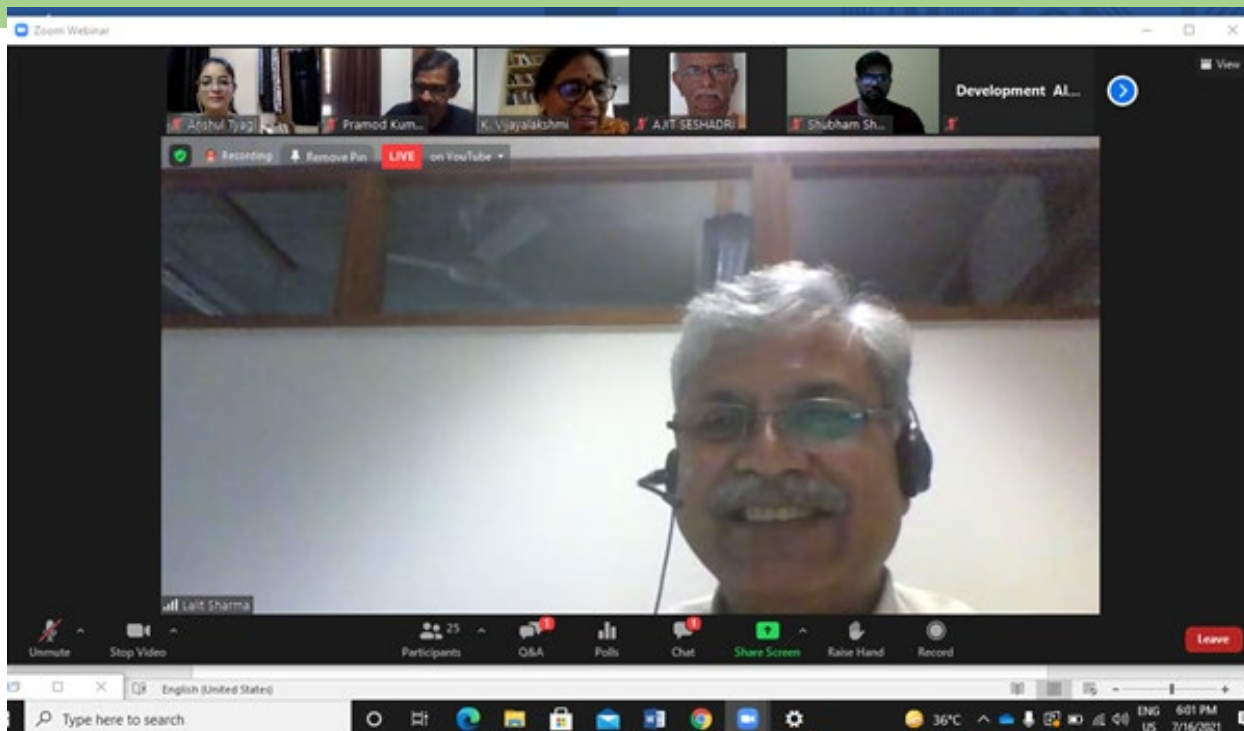 Zoom Webinar
View
Anshul Tyagi
Pramod Kum...
K. Vijayalakshmi
AJIT SESHADRI
Shubham Sh...
Development Al...
Recording
Remove Pin
LIVE on YouTube
Lalit Sharma
Unmute
Stop Video
25
Participants
1
Q&A
Polls
1
Chat
Share Screen
Raise Hand
Record
Leave
English (United States)
Type here to search
36°C
ENG
US
6:01 PM
7/16/2021